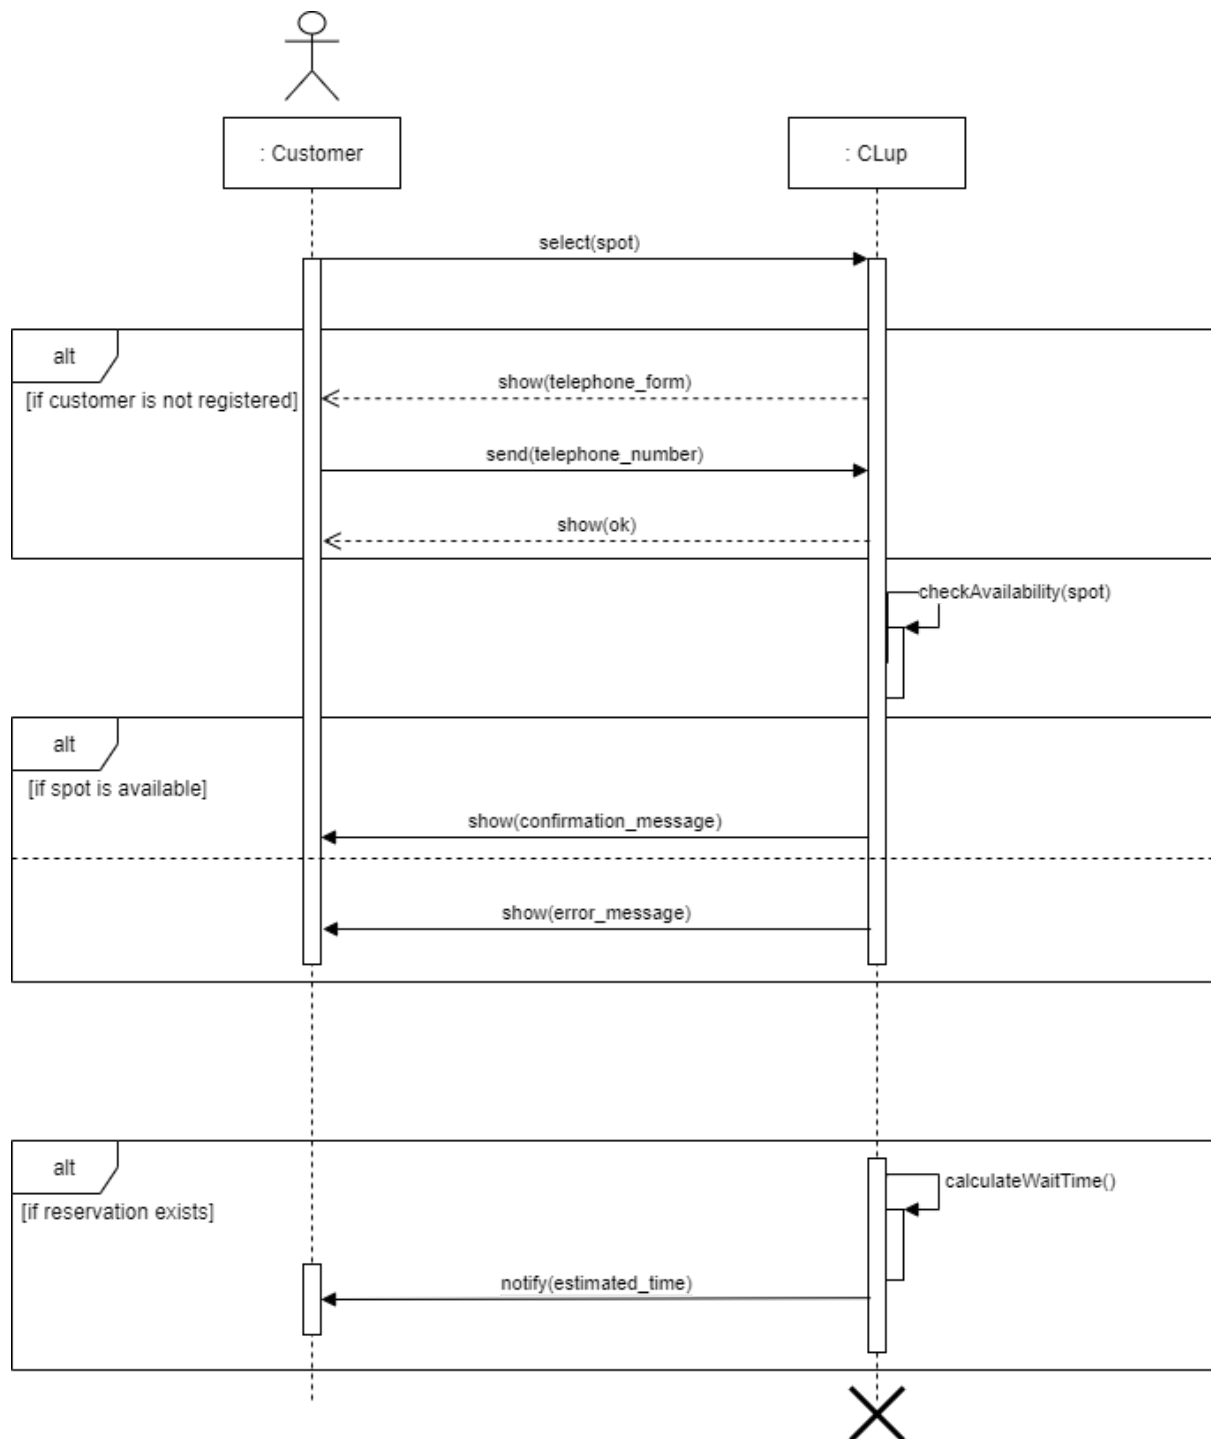 : Customer
: CLup
select(spot)
alt
[if customer is not registered]
show(telephone_form)
send(telephone_number)
show(ok)
checkAvailability(spot)
alt
[if spot is available]
show(confirmation_message)
show(error_message)
alt
[if reservation exists]
calculateWaitTime()
notify(estimated_time)